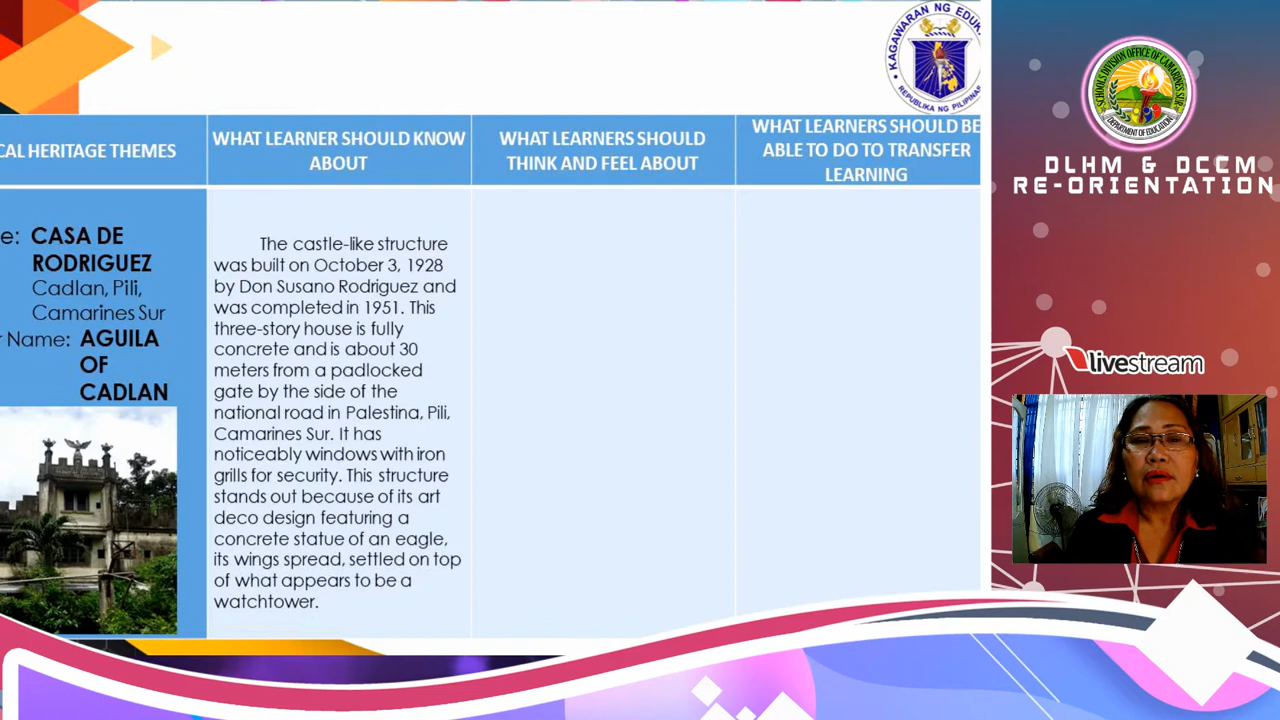 KAGAWARAN NG EDUK
REPUBLIKA NG PILIPINAS
SCHOOLS DIVISION OFFICE OF CAMARINES SUR
DEPARTMENT OF EDUCATION
DLHM & DCCM
RE-ORIENTATION
livestream
CAL HERITAGE THEMES
WHAT LEARNER SHOULD KNOW
ABOUT
WHAT LEARNERS SHOULD
THINK AND FEEL ABOUT
WHAT LEARNERS SHOULD BE
ABLE TO DO TO TRANSFER
LEARNING
e: CASA DE
RODRIGUEZ
Cadlan, Pili,
Camarines Sur
r Name: AGUILA
OF
CADLAN
The castle-like structure
was built on October 3, 1928
by Don Susano Rodriguez and
was completed in 1951. This
three-story house is fully
concrete and is about 30
meters from a padlocked
gate by the side of the
national road in Palestina, Pili,
Camarines Sur. It has
noticeably windows with iron
grills for security. This structure
stands out because of its art
deco design featuring a
concrete statue of an eagle,
its wings spread, settled on top
of what appears to be a
watchtower.